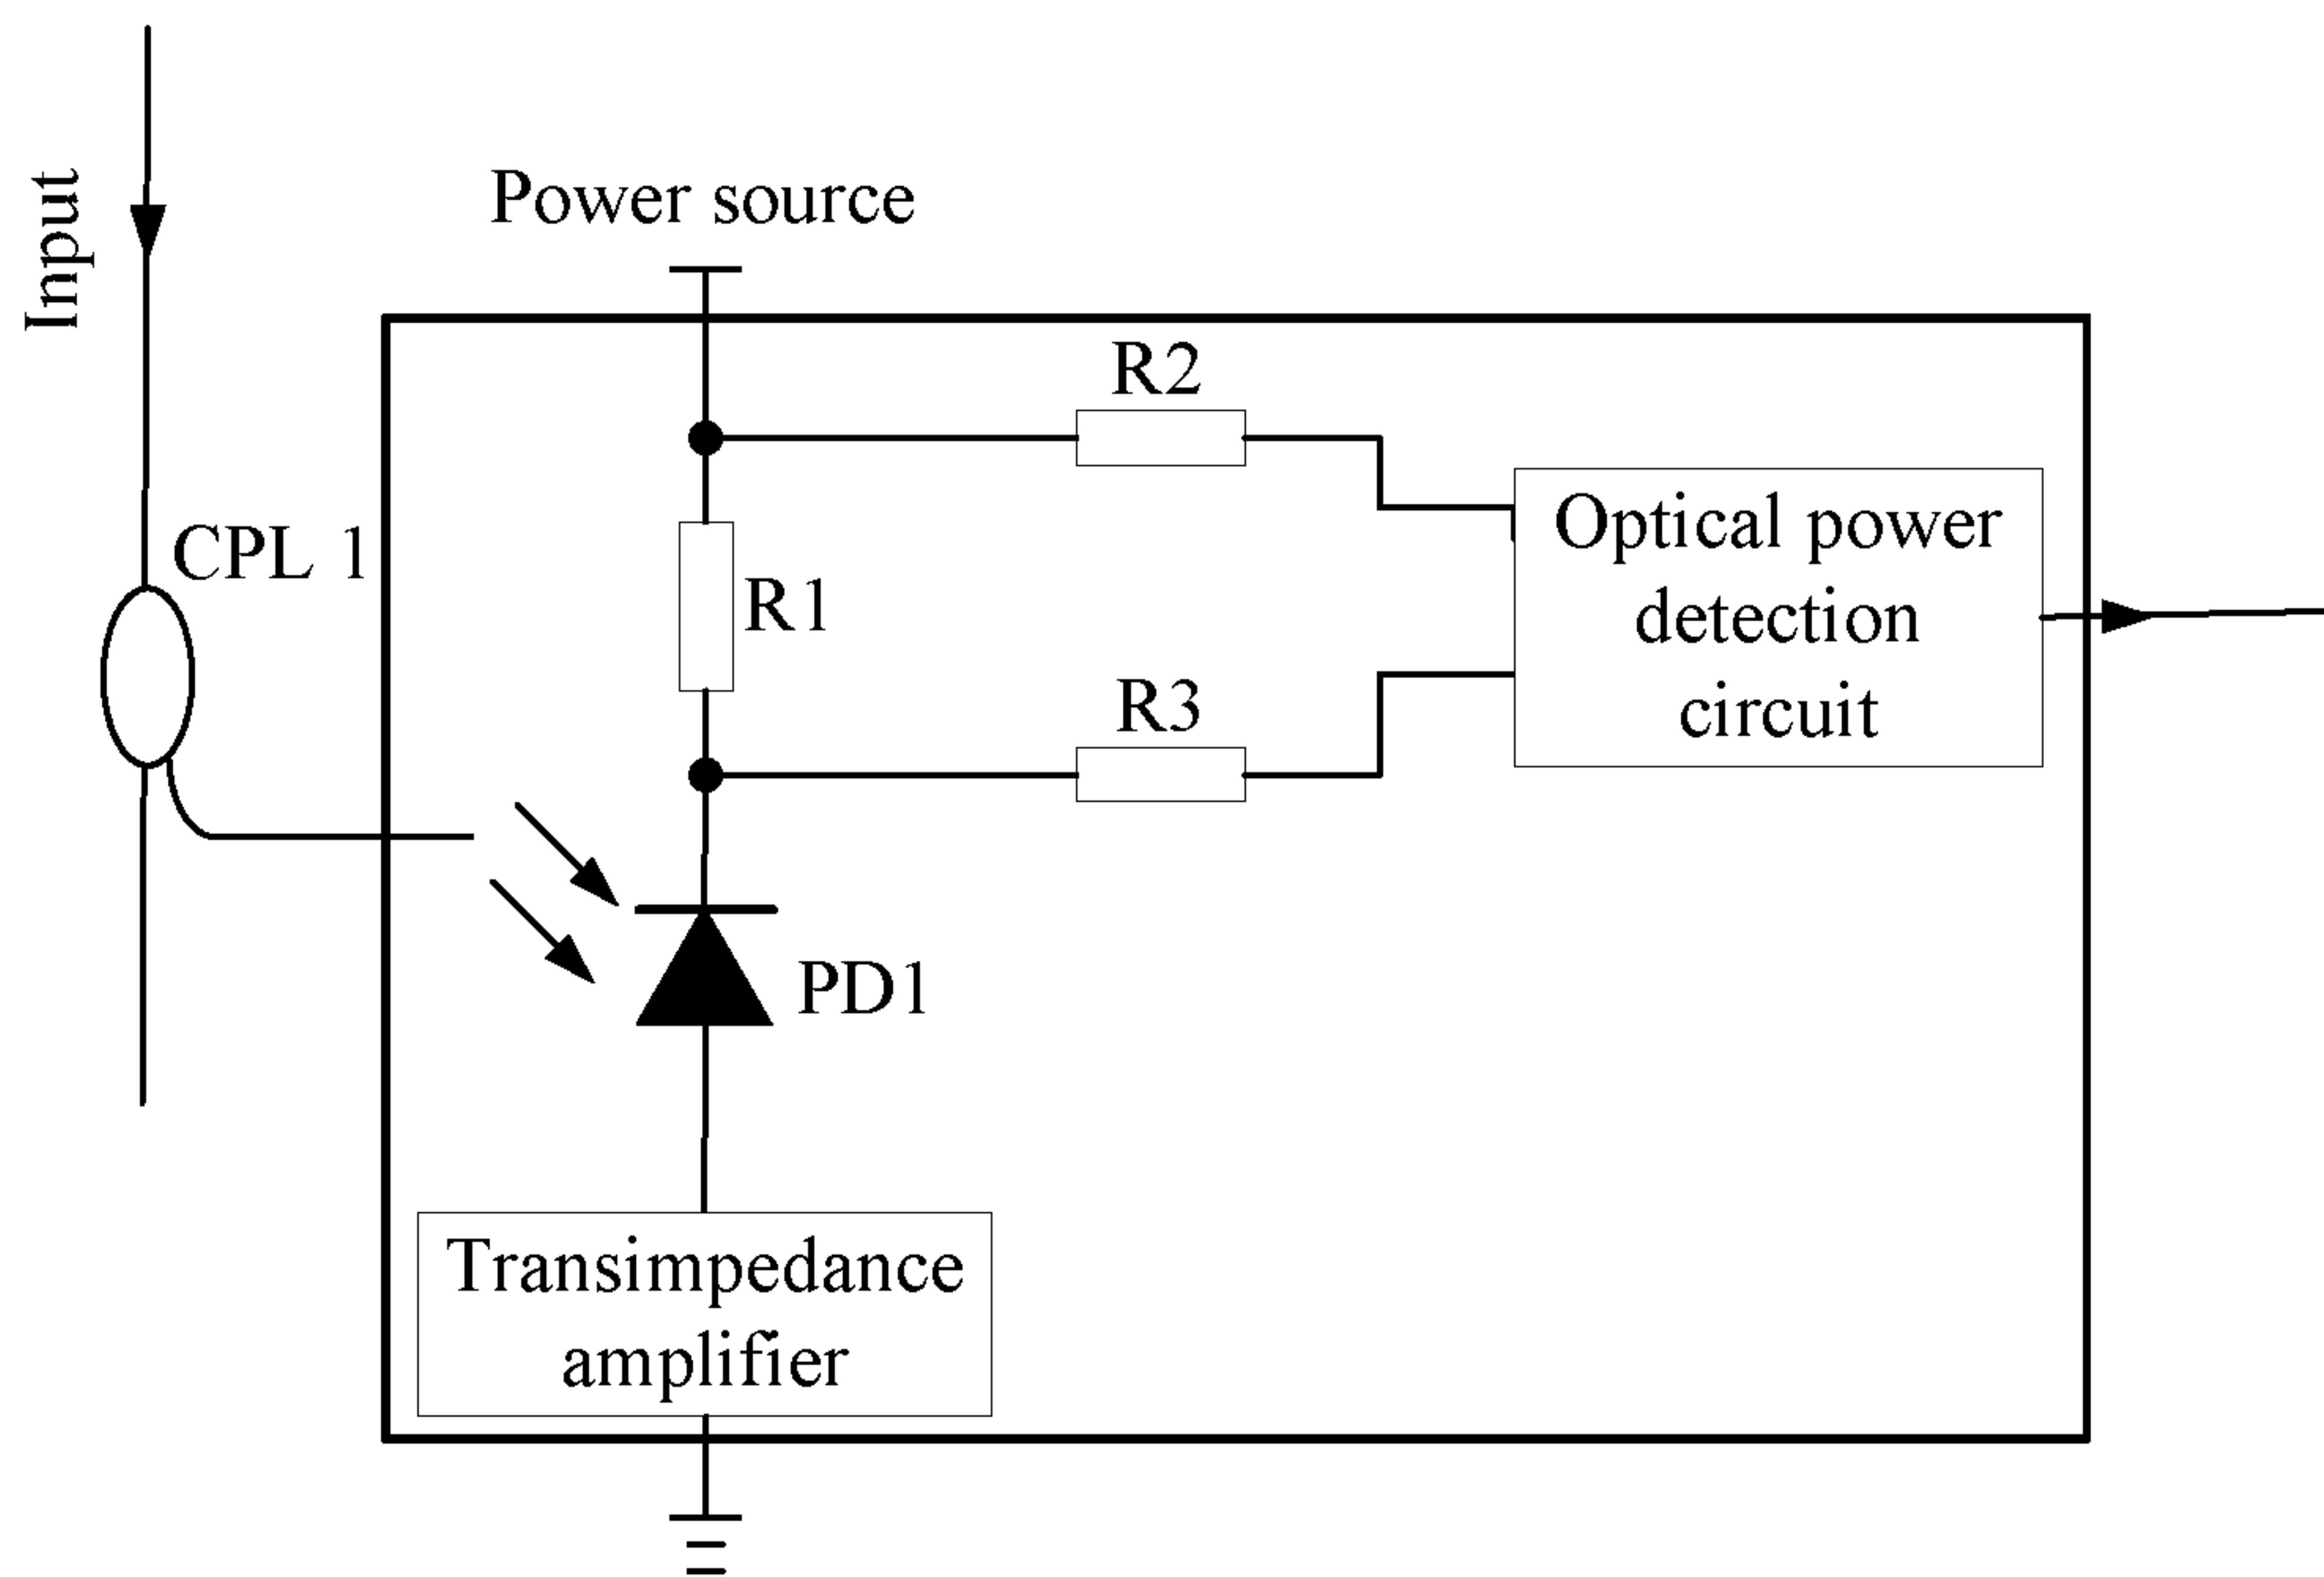 Input
Power source
CPL 1
R2
R1
Optical power
detection
circuit
R3
PD1
Transimpedance
amplifier